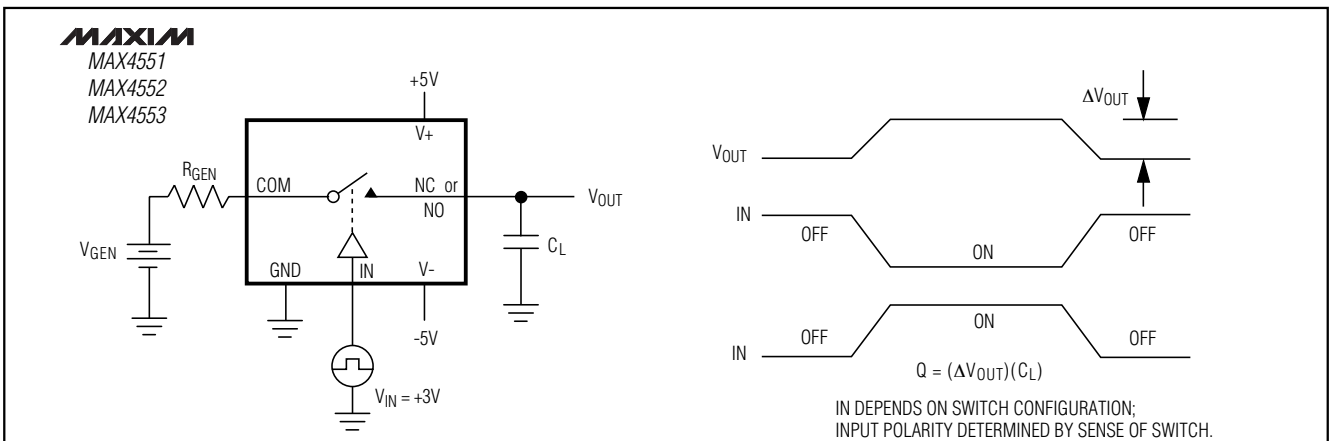 MAXIM
MAX4551
MAX4552
MAX4553
+5V
V+
RGEN
COM
NC or
NO
VOUT
VGEN
CL
GND
IN
V-
-5V
VIN = +3V
ΔVOUT
VOUT
IN
OFF
ON
OFF
IN
OFF
ON
OFF
Q = (ΔVOUT)(CL)
IN DEPENDS ON SWITCH CONFIGURATION;
INPUT POLARITY DETERMINED BY SENSE OF SWITCH.